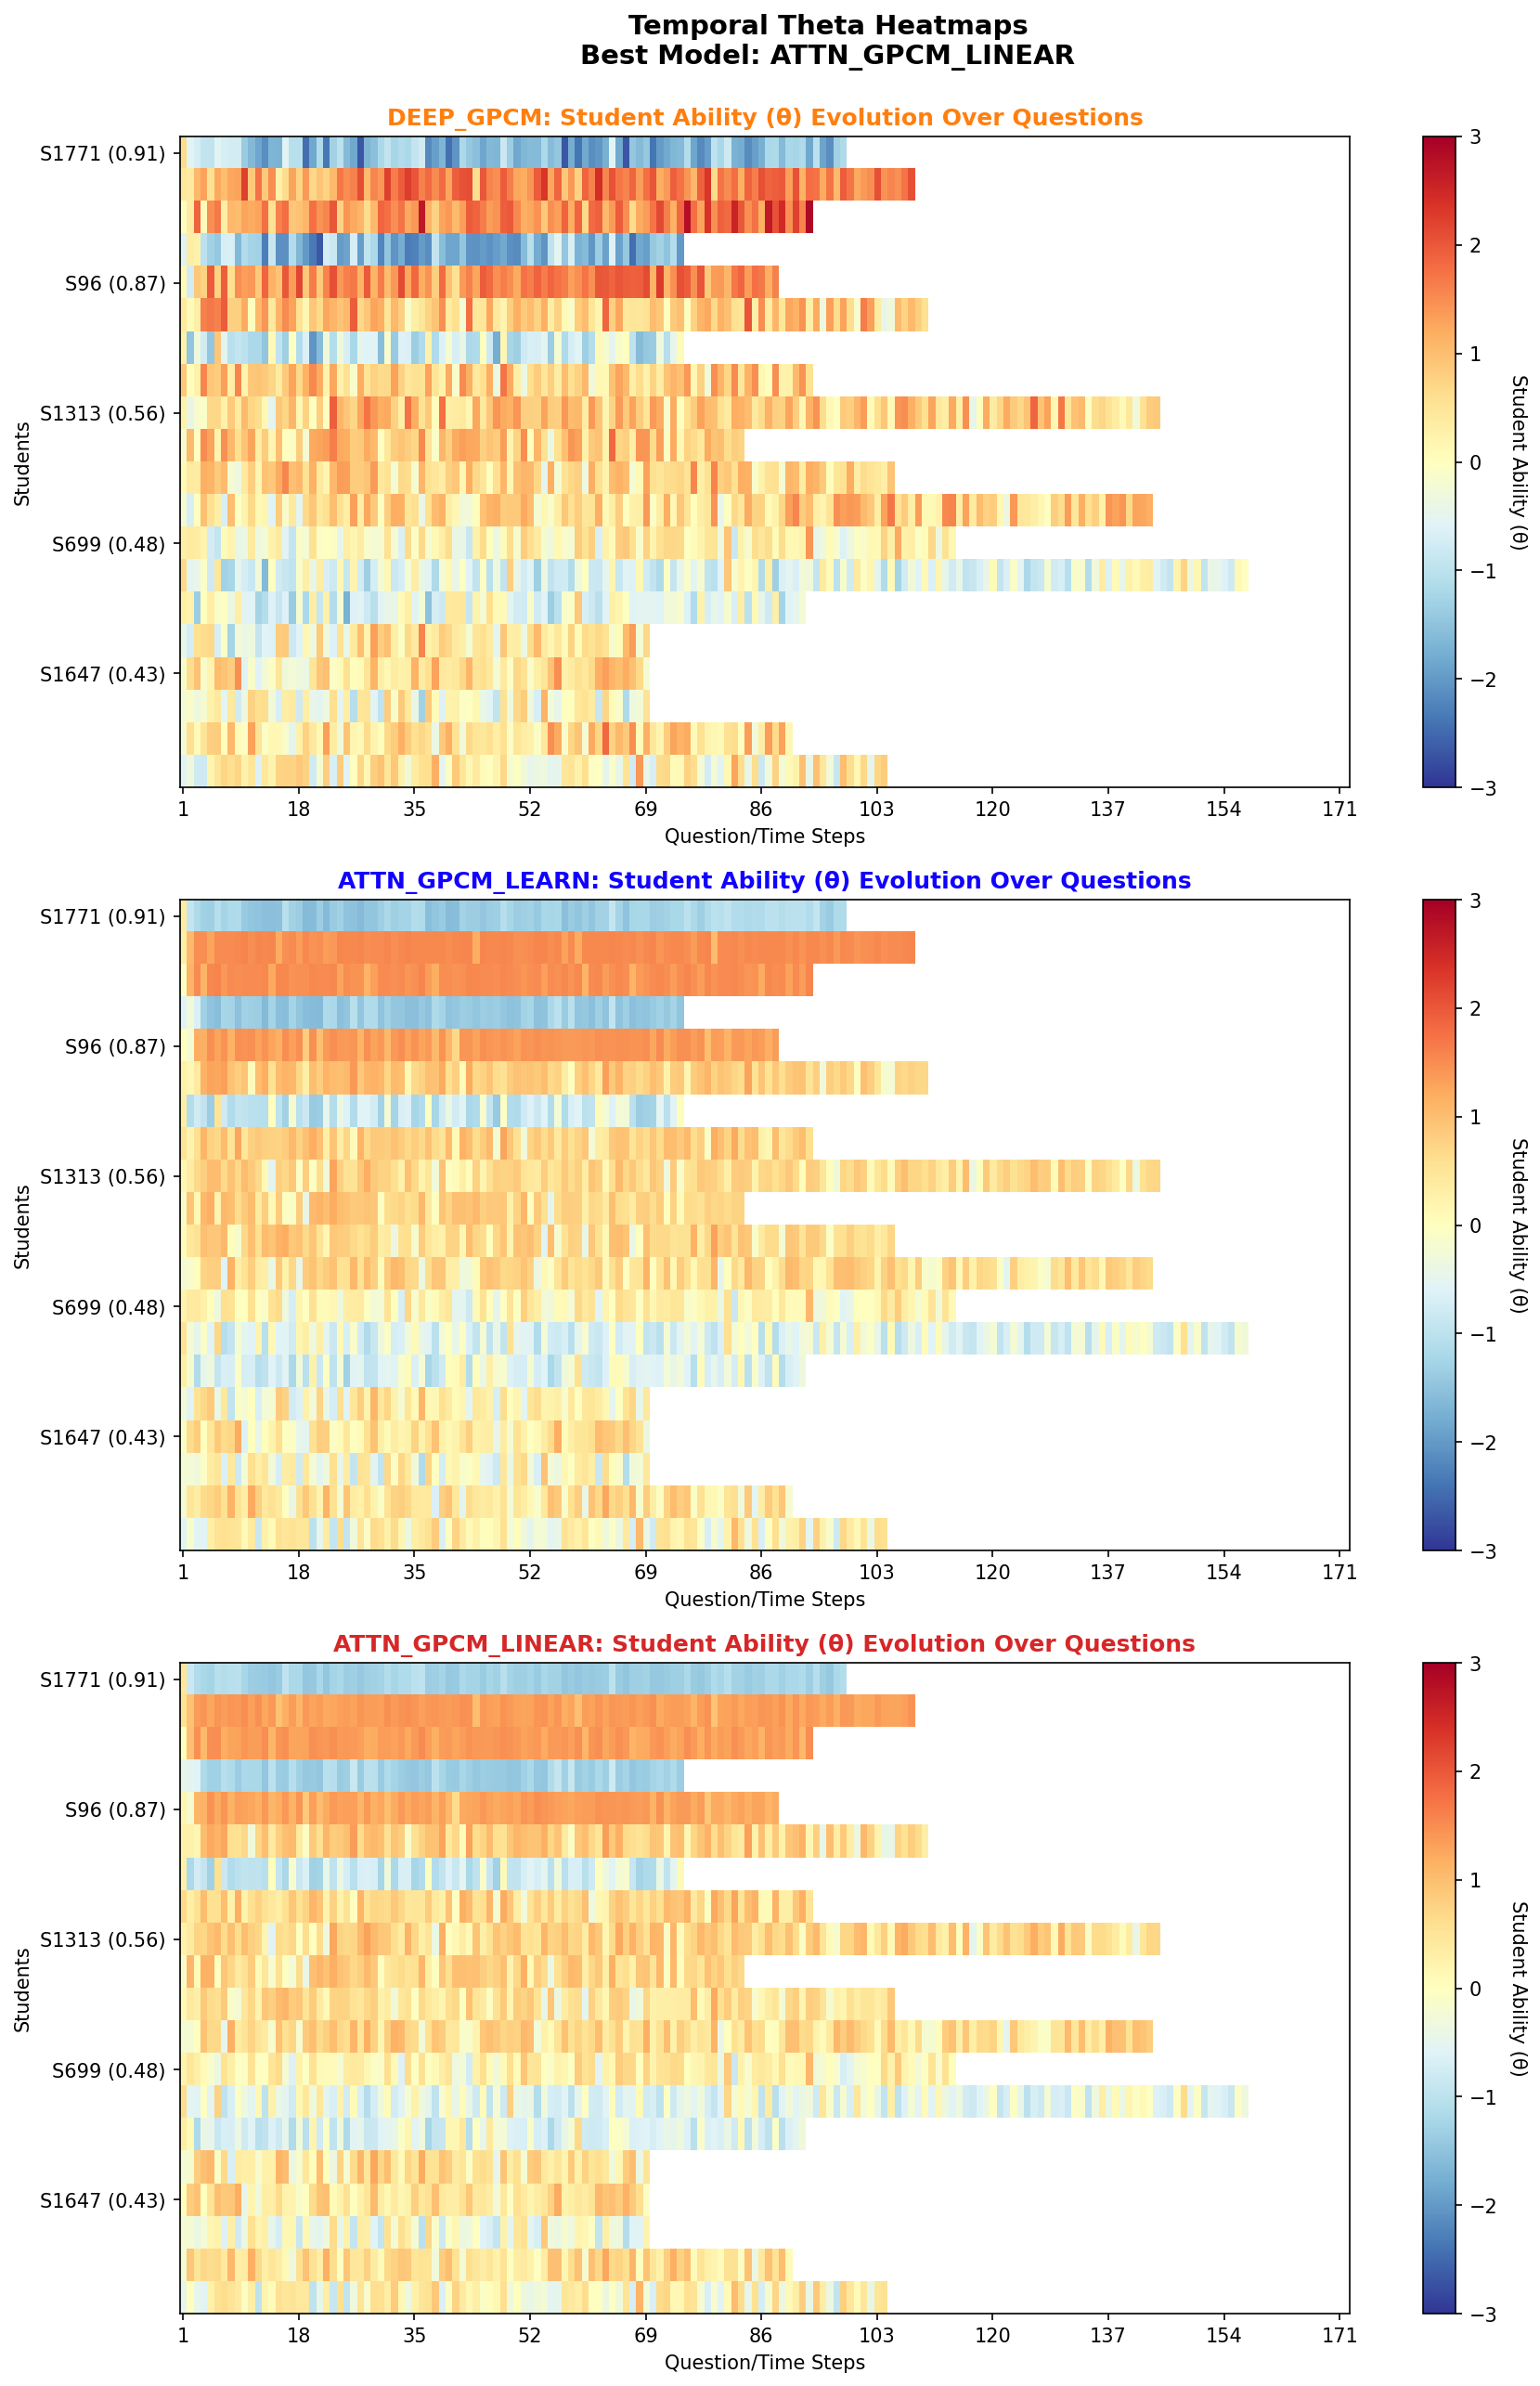 Temporal Theta Heatmaps
Best Model: ATTN_GPCM_LINEAR
DEEP_GPCM: Student Ability (θ) Evolution Over Questions
S1771 (0.91)
S96 (0.87)
S1313 (0.56)
S699 (0.48)
S1647 (0.43)
Students
1 18 35 52 69 86 103 120 137 154 171
Question/Time Steps
3
2
1
0
−1
−2
−3
Student Ability (θ)
ATTN_GPCM_LEARN: Student Ability (θ) Evolution Over Questions
S1771 (0.91)
S96 (0.87)
S1313 (0.56)
S699 (0.48)
S1647 (0.43)
Students
1 18 35 52 69 86 103 120 137 154 171
Question/Time Steps
3
2
1
0
−1
−2
−3
Student Ability (θ)
ATTN_GPCM_LINEAR: Student Ability (θ) Evolution Over Questions
S1771 (0.91)
S96 (0.87)
S1313 (0.56)
S699 (0.48)
S1647 (0.43)
Students
1 18 35 52 69 86 103 120 137 154 171
Question/Time Steps
3
2
1
0
−1
−2
−3
Student Ability (θ)